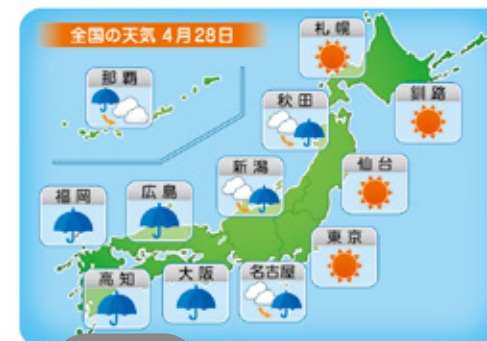 全国の天気 4月28日
札幌
那覇
秋田
釧路
新潟
仙台
福岡
広島
東京
高知
大阪
名古屋